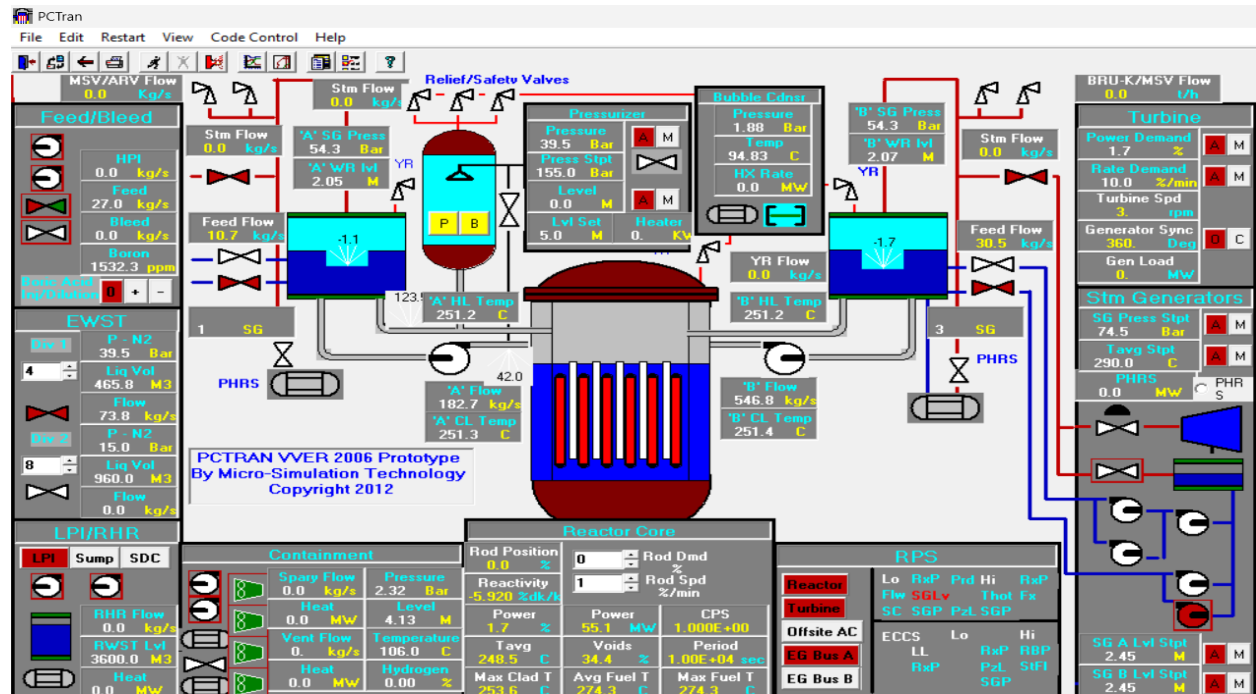 PCTran
File Edit Restart View Code Control Help
MSV/ARV Flow
0.0 Kg/s
Stm Flow
0.0 kg/s
Relief/Safety Valves
BRU-K/MSV Flow
0.0 t/h
Feed/Bleed
HPI
0.0 kg/s
Feed
27.0 kg/s
Bleed
0.0 kg/s
Boron
1532.3 ppm
Boric Acid
Inj/Dilution 0 + -
Stm Flow
0.0 kg/s
'A' SG Press
54.3 Bar
'A' WR lvl
2.05 M
YR
Feed Flow
10.7 kg/s
-1.1
P B
Pressurizer
Pressure
39.5 Bar
A M
Press Stpt
155.0 Bar
Level
0.0 M
A M
Lvl Set Heater
5.0 M 0. KW
Bubble Cdnsr
Pressure
1.88 Bar
Temp
94.83 C
HX Rate
0.0 MW
'B' SG Press
54.3 Bar
'B' WR lvl
2.07 M
YR
Stm Flow
0.0 kg/s
Feed Flow
30.5 kg/s
-1.7
YR Flow
0.0 kg/s
Turbine
Power Demand
1.7 % A M
Rate Demand
10.0 %/min A M
Turbine Spd
3. rpm
Generator Sync
360. Deg 0 C
Gen Load
0. MW
123.
'A' HL Temp
251.2 C
'B' HL Temp
251.2 C
1 SG
3 SG
PHRS
PHRS
42.0
'A' Flow
182.7 kg/s
'A' CL Temp
251.3 C
'B' Flow
546.8 kg/s
'B' CL Temp
251.4 C
EWST
Div 1
P - N2
39.5 Bar
4
Liq Vol
465.8 M3
Flow
73.8 kg/s
Div 2
P - N2
15.0 Bar
8
Liq Vol
960.0 M3
Flow
0.0 kg/s
PCTRAN VVER 2006 Prototype
By Micro-Simulation Technology
Copyright 2012
Stm Generators
SG Press Stpt
74.5 Bar A M
Tavg Stpt
290.0 C A M
PHRS
0.0 MW
PHR
S
LPI/RHR
LPI Sump SDC
RHR Flow
0.0 kg/s
RWST Lvl
3600.0 M3
Heat
0.0 MW
Containment
Spary Flow Pressure
0.0 kg/s 2.32 Bar
Heat Level
0.0 MW 4.13 M
Vent Flow Temperature
0. kg/s 106.0 C
Heat Hydrogen
0.0 MW 0.00 %
Reactor Core
Rod Position
0.0 %
0 Rod Dmd
%
Reactivity
-5.920 %dk/k
1 Rod Spd
%/min
Power Power CPS
1.7 % 55.1 MW 1.000E+00
Tavg Voids Period
248.5 C 34.4 % 1.00E+04 sec
Max Clad T Avg Fuel T Max Fuel T
253.6 C 274.3 C 274.3 C
RPS
Reactor
Turbine
Offsite AC
EG Bus A
EG Bus B
Lo RxP Prd Hi RxP
Flw SGLv Thot Fx
SC SGP PzL SGP
ECCS Lo Hi
LL RxP RBP
RxP PzL StFl
SGP
SG A Lvl Stpt
2.45 M A M
SG B Lvl Stpt
2.45 M A M